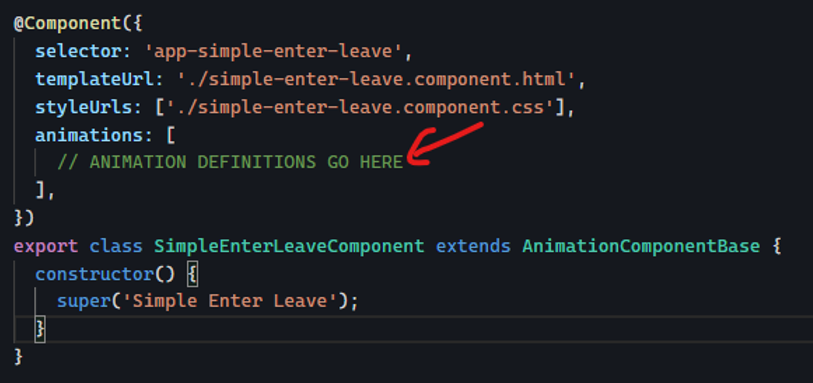 @Component({
  selector: 'app-simple-enter-leave',
  templateUrl: './simple-enter-leave.component.html',
  styleUrls: ['./simple-enter-leave.component.css'],
  animations: [
    // ANIMATION DEFINITIONS GO HERE
  ],
})
export class SimpleEnterLeaveComponent extends AnimationComponentBase {
  constructor() {
    super('Simple Enter Leave');
  }
}